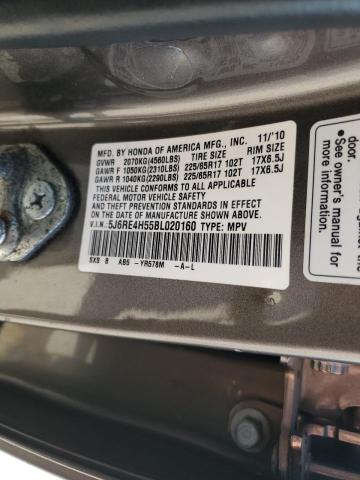 MFD. BY HONDA OF AMERICA MFG., INC. 11/'10
GVWR 2070KG(4560LBS) TIRE SIZE RIM SIZE
GAWR F 1050KG(2310LBS) 225/65R17 102T 17X6.5J
GAWR R 1040KG(2290LBS) 225/65R17 102T 17X6.5J
THIS VEHICLE CONFORMS TO ALL APPLICABLE
FEDERAL MOTOR VEHICLE SAFETY
AND THEFT PREVENTION STANDARDS IN EFFECT
ON THE DATE OF MANUFACTURE SHOWN ABOVE.
V.I.N. 5J6RE4H55BL020160 TYPE: MPV
SXS B AB5 -YR578M -A-L
door
• See owner's manual
more information.